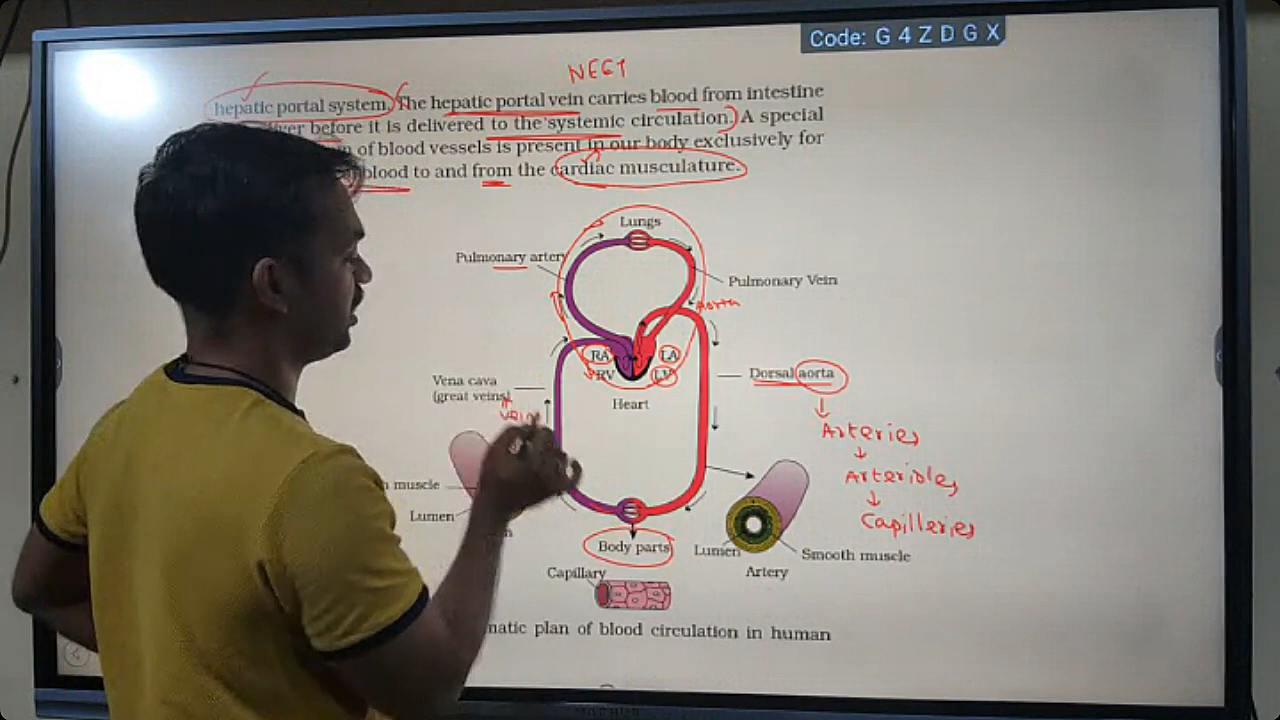 Code: G 4 Z D G X
NEET
hepatic portal system. The hepatic portal vein carries blood from intestine
before it is delivered to the systemic circulation. A special
of blood vessels is present in our body exclusively for
blood to and from the cardiac musculature.
Lungs
Pulmonary artery
Pulmonary Vein
Aorta
RA
LA
RV
LV
Vena cava
(great veins)
Dorsal aorta
Heart
Vein
Arteries
Arterioles
Capilleries
muscle
Lumen
Body parts
Lumen
Smooth muscle
Artery
Capillary
plan of blood circulation in human